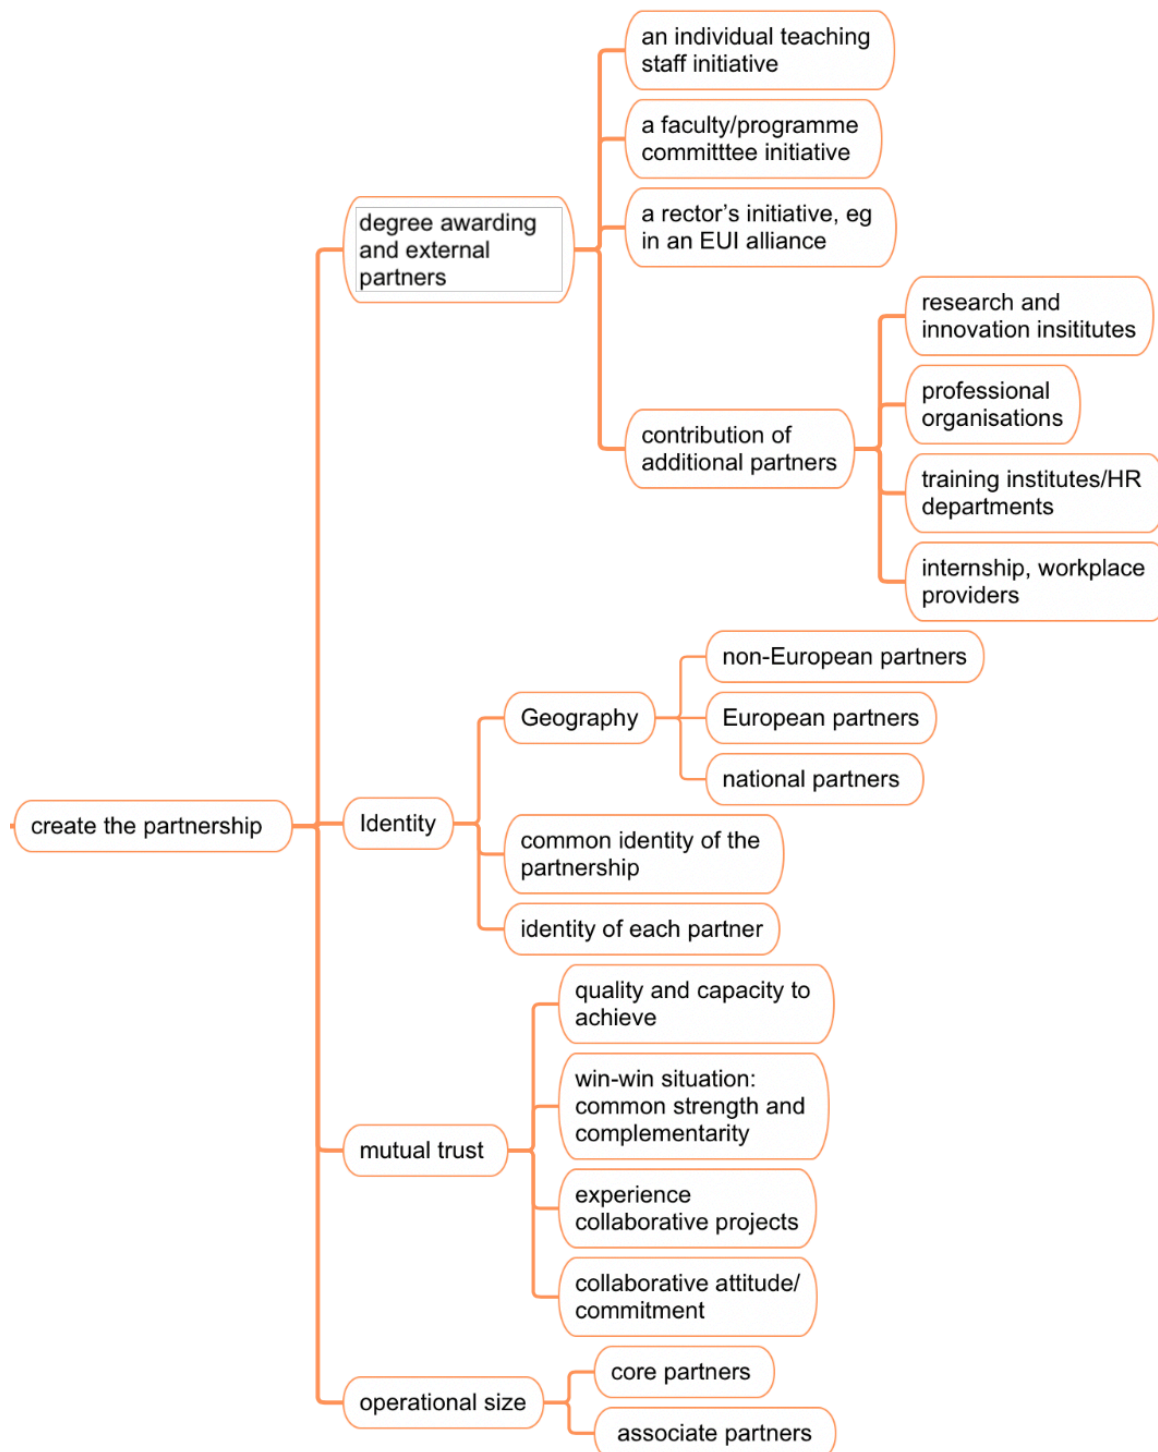 an individual teaching
staff initiative
a faculty/programme
committtee initiative
a rector’s initiative, eg
in an EUI alliance
degree awarding
and external
partners
research and
innovation insititutes
professional
organisations
contribution of
additional partners
training institutes/HR
departments
internship, workplace
providers
non-European partners
Geography
European partners
national partners
create the partnership
Identity
common identity of the
partnership
identity of each partner
quality and capacity to
achieve
win-win situation:
common strength and
complementarity
mutual trust
experience
collaborative projects
collaborative attitude/
commitment
core partners
operational size
associate partners